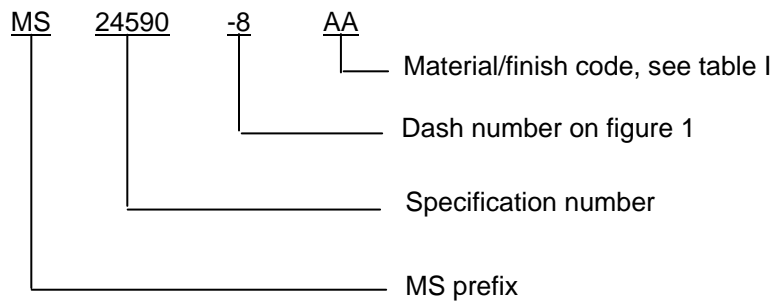 MS 24590 -8 AA
Material/finish code, see table I
Dash number on figure 1
Specification number
MS prefix